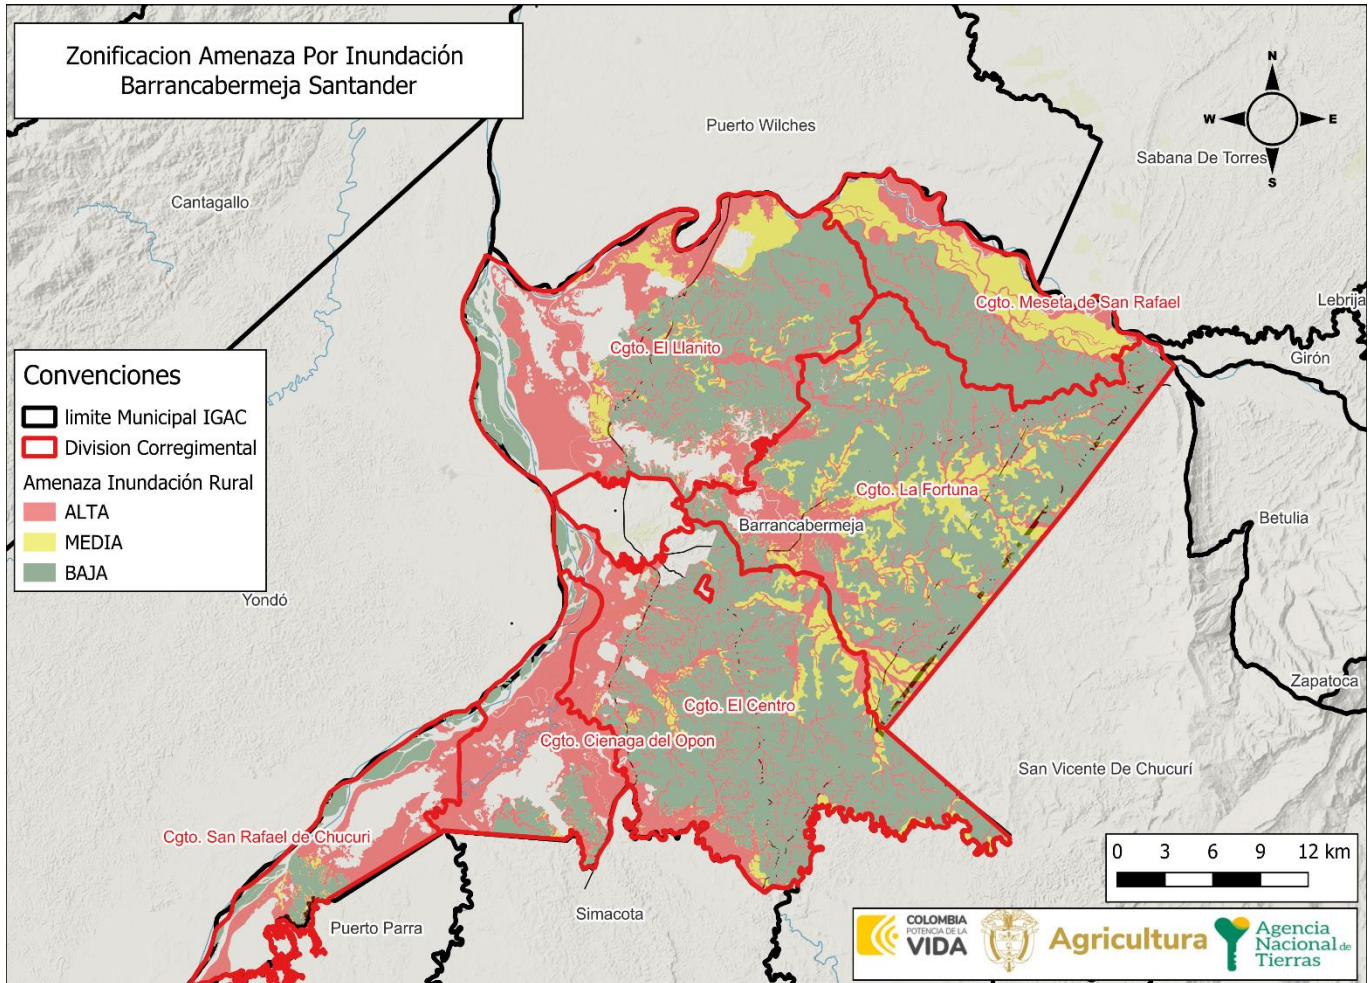 Zonificacion Amenaza Por Inundación
Barrancabermeja Santander
N
W
E
S
Puerto Wilches
Sabana De Torres
Cantagallo
Cgto. Meseta de San Rafael
Lebrija
Cgto. El Llanito
Girón
Convenciones
limite Municipal IGAC
Division Corregimental
Amenaza Inundación Rural
ALTA
MEDIA
BAJA
Cgto. La Fortuna
Barrancabermeja
Betulia
Yondó
Zapatoca
Cgto. El Centro
Cgto. Cienaga del Opon
San Vicente De Chucurí
Cgto. San Rafael de Chucuri
0 3 6 9 12 km
Simacota
Puerto Parra
COLOMBIA
POTENCIA DE LA
VIDA
Agricultura
Agencia
Nacional de
Tierras